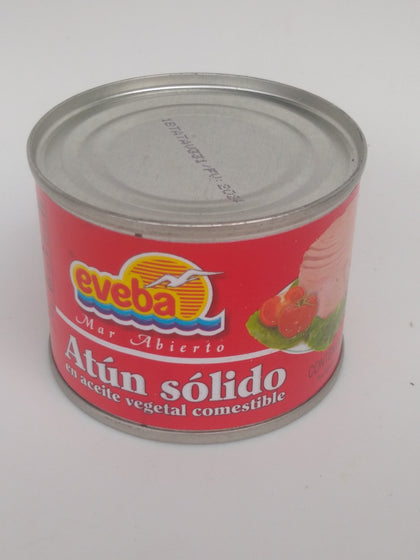 eveba
Mar Abierto
Atún sólido
en aceite vegetal comestible